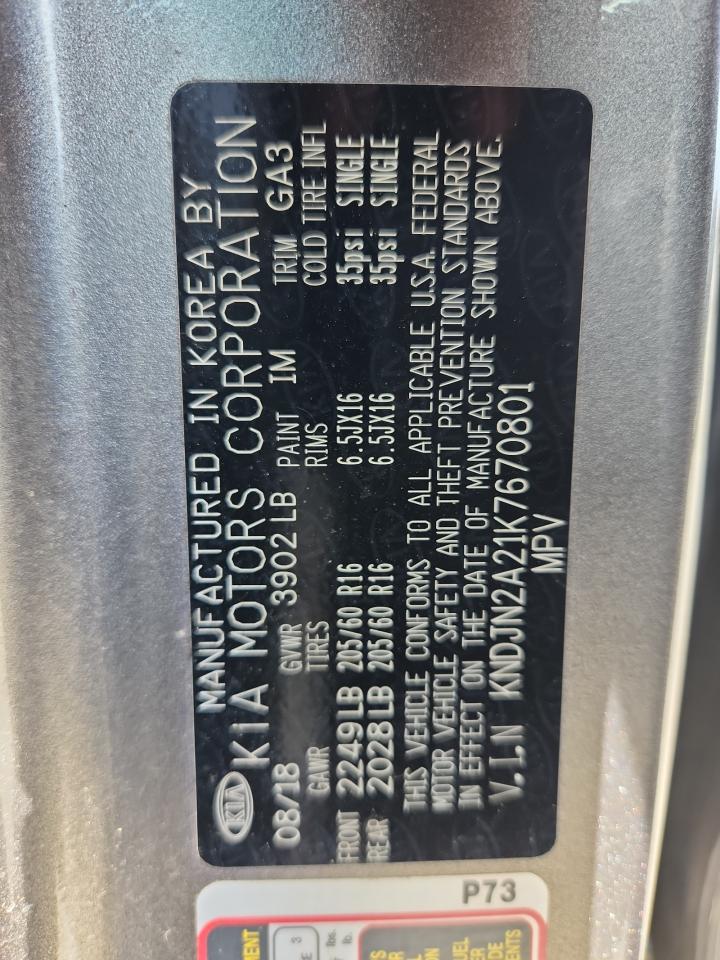 MANUFACTURED IN KOREA BY
KIA KIA MOTORS CORPORATION
08/18 GVWR 3902 LB PAINT IM TRIM GA3
GAWR TIRES RIMS COLD TIRE INFL
FRONT 2249LB 205/60 R16 6.5JX16 35psi SINGLE
REAR 2028LB 205/60 R16 6.5JX16 35psi SINGLE
THIS VEHICLE CONFORMS TO ALL APPLICABLE U.S.A. FEDERAL
MOTOR VEHICLE SAFETY AND THEFT PREVENTION STANDARDS
IN EFFECT ON THE DATE OF MANUFACTURE SHOWN ABOVE.
V.I.N KNDJN2A21K7670801
MPV
P73